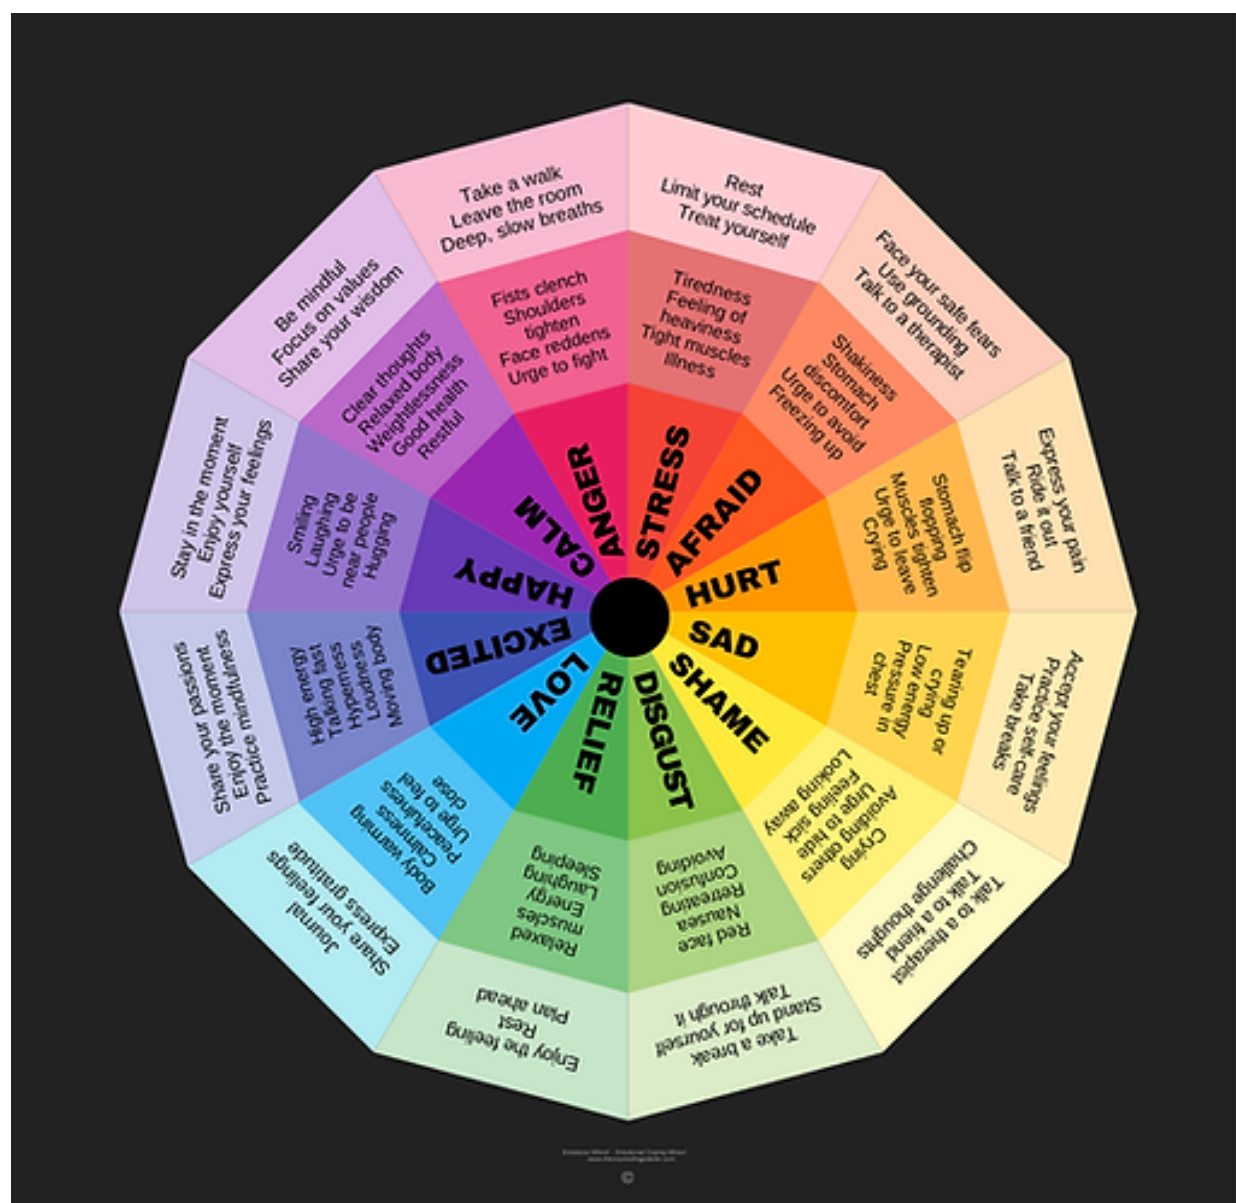 Take a walk
Leave the room
Deep, slow breaths
Fists clench
Shoulders
tighten
Face reddens
Urge to fight
ANGER
Rest
Limit your schedule
Treat yourself
Tiredness
Feeling of
heaviness
Tight muscles
Illness
STRESS
Face your safe fears
Use grounding
Talk to a therapist
Shakiness
Stomach
discomfort
Urge to avoid
Freezing up
AFRAID
Express your pain
Ride it out
Talk to a friend
Stomach flip
flopping
Muscles tighten
Urge to leave
Crying
HURT
Accept your feelings
Practice self-care
Take breaks
Tearing up or
crying
Low energy
Pressure in
chest
SAD
Talk to a therapist
Talk to a friend
Challenge thoughts
Crying
Avoiding others
Urge to hide
Feeling sick
Looking away
SHAME
Take a break
Stand up for yourself
Talk through it
Red face
Nausea
Retreating
Confusion
Avoiding
DISGUST
Enjoy the feeling
Rest
Plan ahead
Relaxed
muscles
Energy
Laughing
Sleeping
RELIEF
Journal
Share your feelings
Express gratitude
Body warming
Calmness
Peacefulness
Urge to feel
close
LOVE
Share your passions
Enjoy the moment
Practice mindfulness
High energy
Talking fast
Hyperness
Loudness
Moving body
EXCITED
Stay in the moment
Enjoy yourself
Express your feelings
Smiling
Laughing
Urge to be
near people
Hugging
HAPPY
Be mindful
Focus on values
Share your wisdom
Clear thoughts
Relaxed body
Weightlessness
Good health
Restful
CALM
©